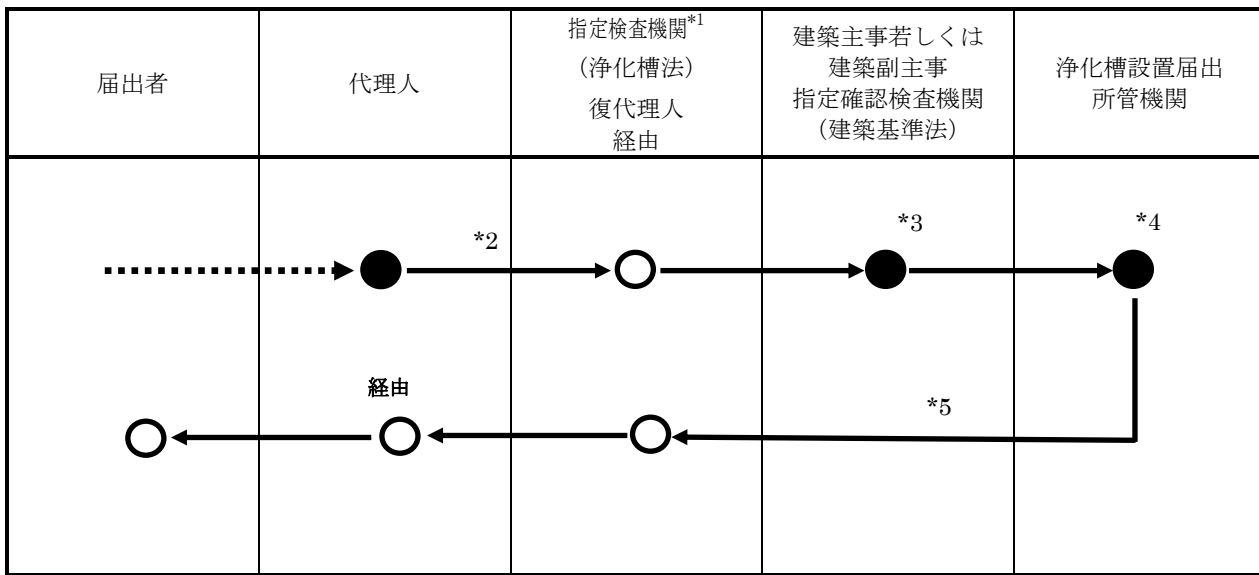 届出者
代理人
指定検査機関*1
（浄化槽法）
復代理人
経由
建築主事若しくは
建築副主事
指定確認検査機関
（建築基準法）
浄化槽設置届出
所管機関
*2
*3
*4
経由
*5